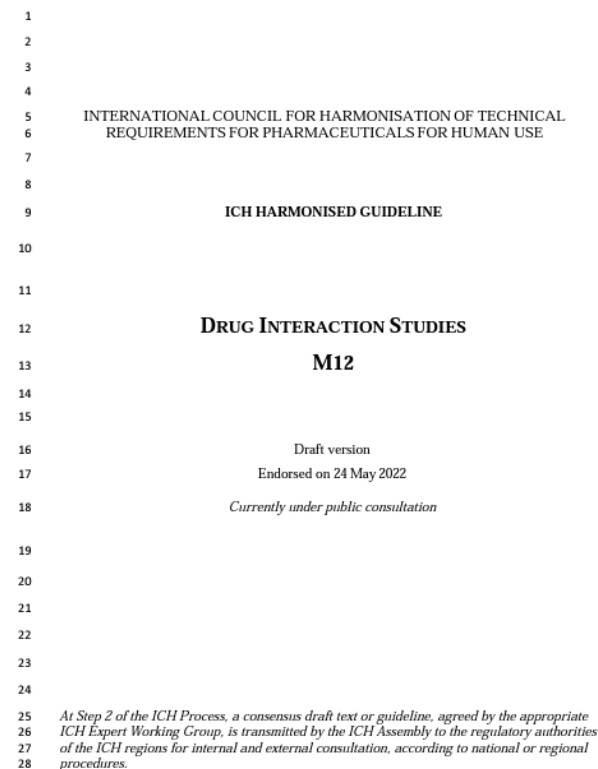 1
2
3
4
5 INTERNATIONAL COUNCIL FOR HARMONISATION OF TECHNICAL
6 REQUIREMENTS FOR PHARMACEUTICALS FOR HUMAN USE
7
8
9 ICH HARMONISED GUIDELINE
10
11
12 DRUG INTERACTION STUDIES
13 M12
14
15
16 Draft version
17 Endorsed on 24 May 2022
18 Currently under public consultation
19
20
21
22
23
24
25 At Step 2 of the ICH Process, a consensus draft text or guideline, agreed by the appropriate
26 ICH Expert Working Group, is transmitted by the ICH Assembly to the regulatory authorities
27 of the ICH regions for internal and external consultation, according to national or regional
28 procedures.